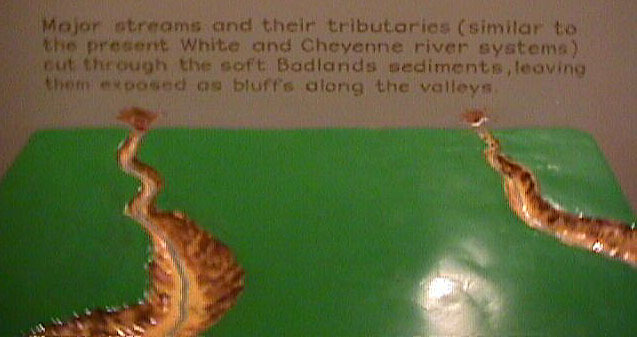 Major streams and their tributaries (similar to
the present White and Cheyenne river systems)
cut through the soft Badlands sediments, leaving
them exposed as bluffs along the valleys.